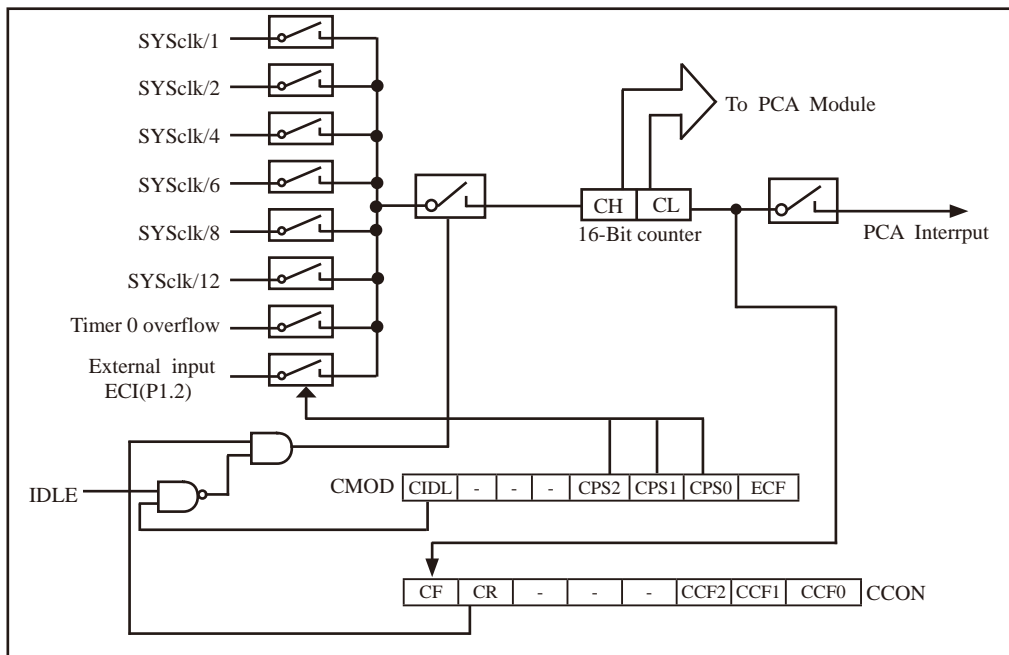 SYSclk/1
SYSclk/2
SYSclk/4
SYSclk/6
SYSclk/8
SYSclk/12
Timer 0 overflow
External input
ECI(P1.2)
To PCA Module
CH CL
16-Bit counter
PCA Interrput
IDLE
CMOD CIDL - - - CPS2 CPS1 CPS0 ECF
CF CR - - - CCF2 CCF1 CCF0 CCON